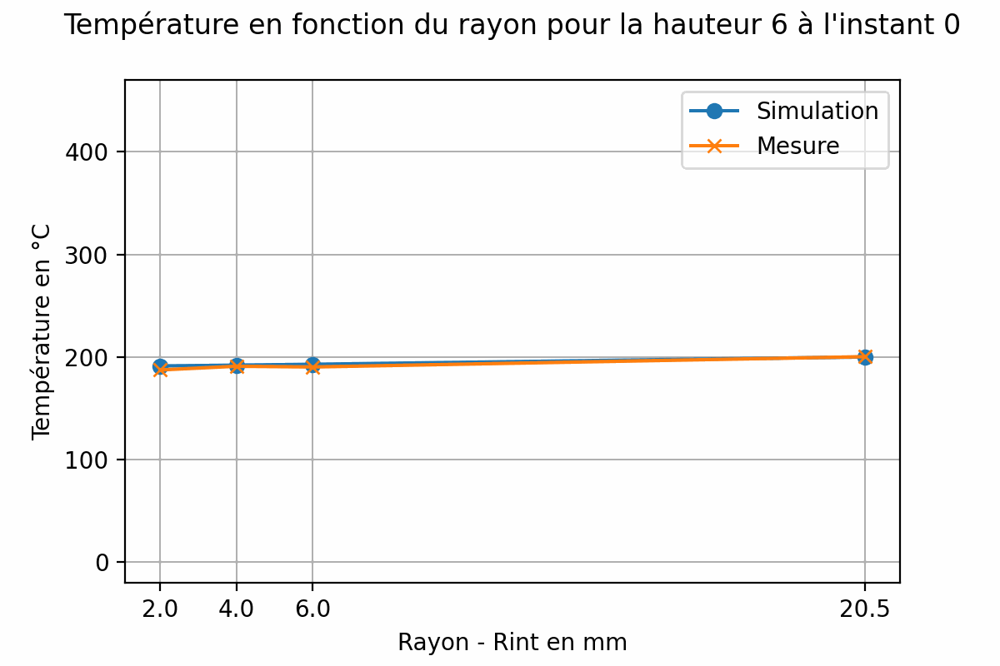 Température en fonction du rayon pour la hauteur 6 à l'instant 0
Simulation
Mesure
Température en °C
400
300
200
100
0
2.0 4.0 6.0 20.5
Rayon - Rint en mm